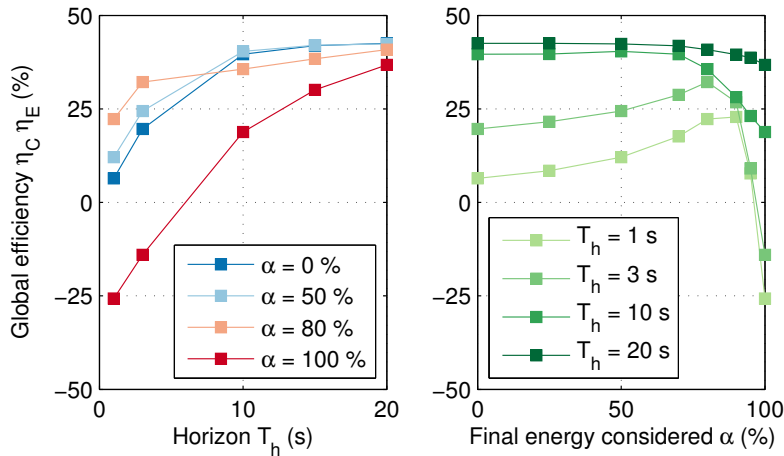 Global efficiency η_C η_E (%)
50
25
0
−25
−50
0
10
20
Horizon T_h (s)
α = 0 %
α = 50 %
α = 80 %
α = 100 %
50
25
0
−25
−50
0
50
100
Final energy considered α (%)
T_h = 1 s
T_h = 3 s
T_h = 10 s
T_h = 20 s